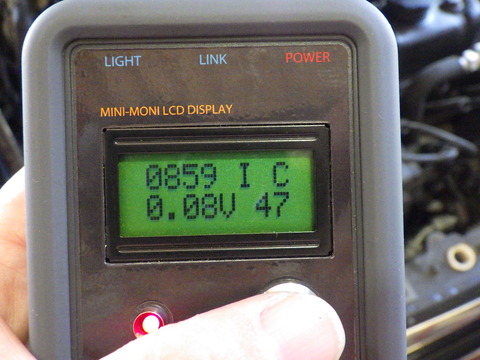 LIGHT LINK POWER
MINI-MONI LCD DISPLAY
0859 I C
0.08V 47